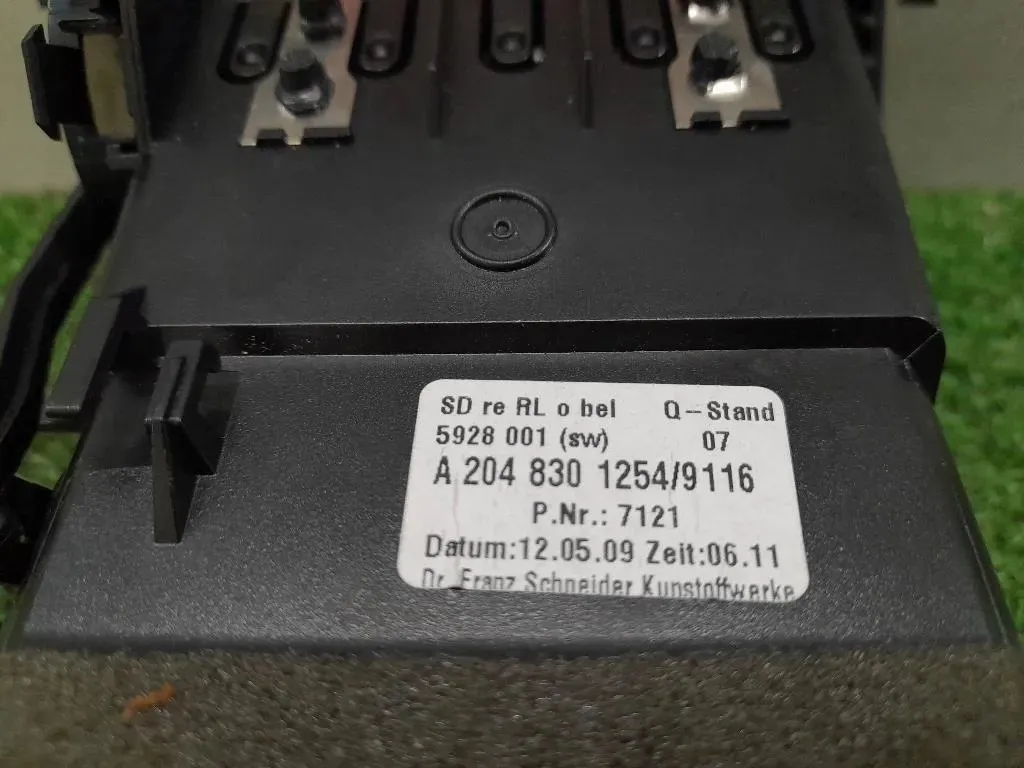 SD re RL o bel Q-Stand
5928 001 (sw) 07
A 204 830 1254/9116
P.Nr.: 7121
Datum:12.05.09 Zeit:06.11
Dr. Franz Schneider Kunstoffwerke